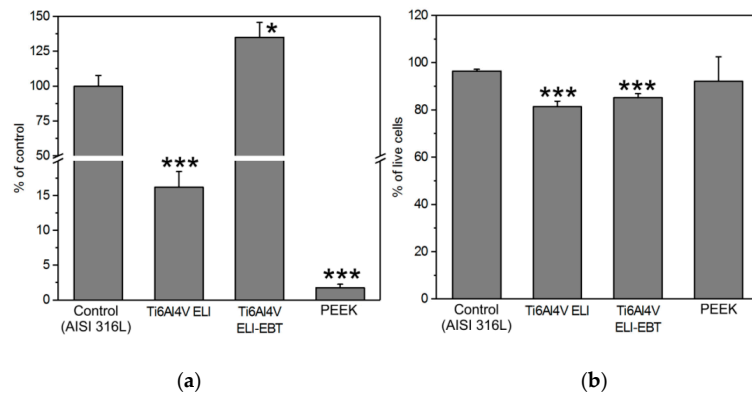 150
125
100
75
50
15
10
5
0
% of control
***
*
***
Control
(AISI 316L)
Ti6Al4V ELI
Ti6Al4V
ELI-EBT
PEEK
(a)
120
100
80
60
40
20
0
% of live cells
***
***
Control
(AISI 316L)
Ti6Al4V ELI
Ti6Al4V
ELI-EBT
PEEK
(b)